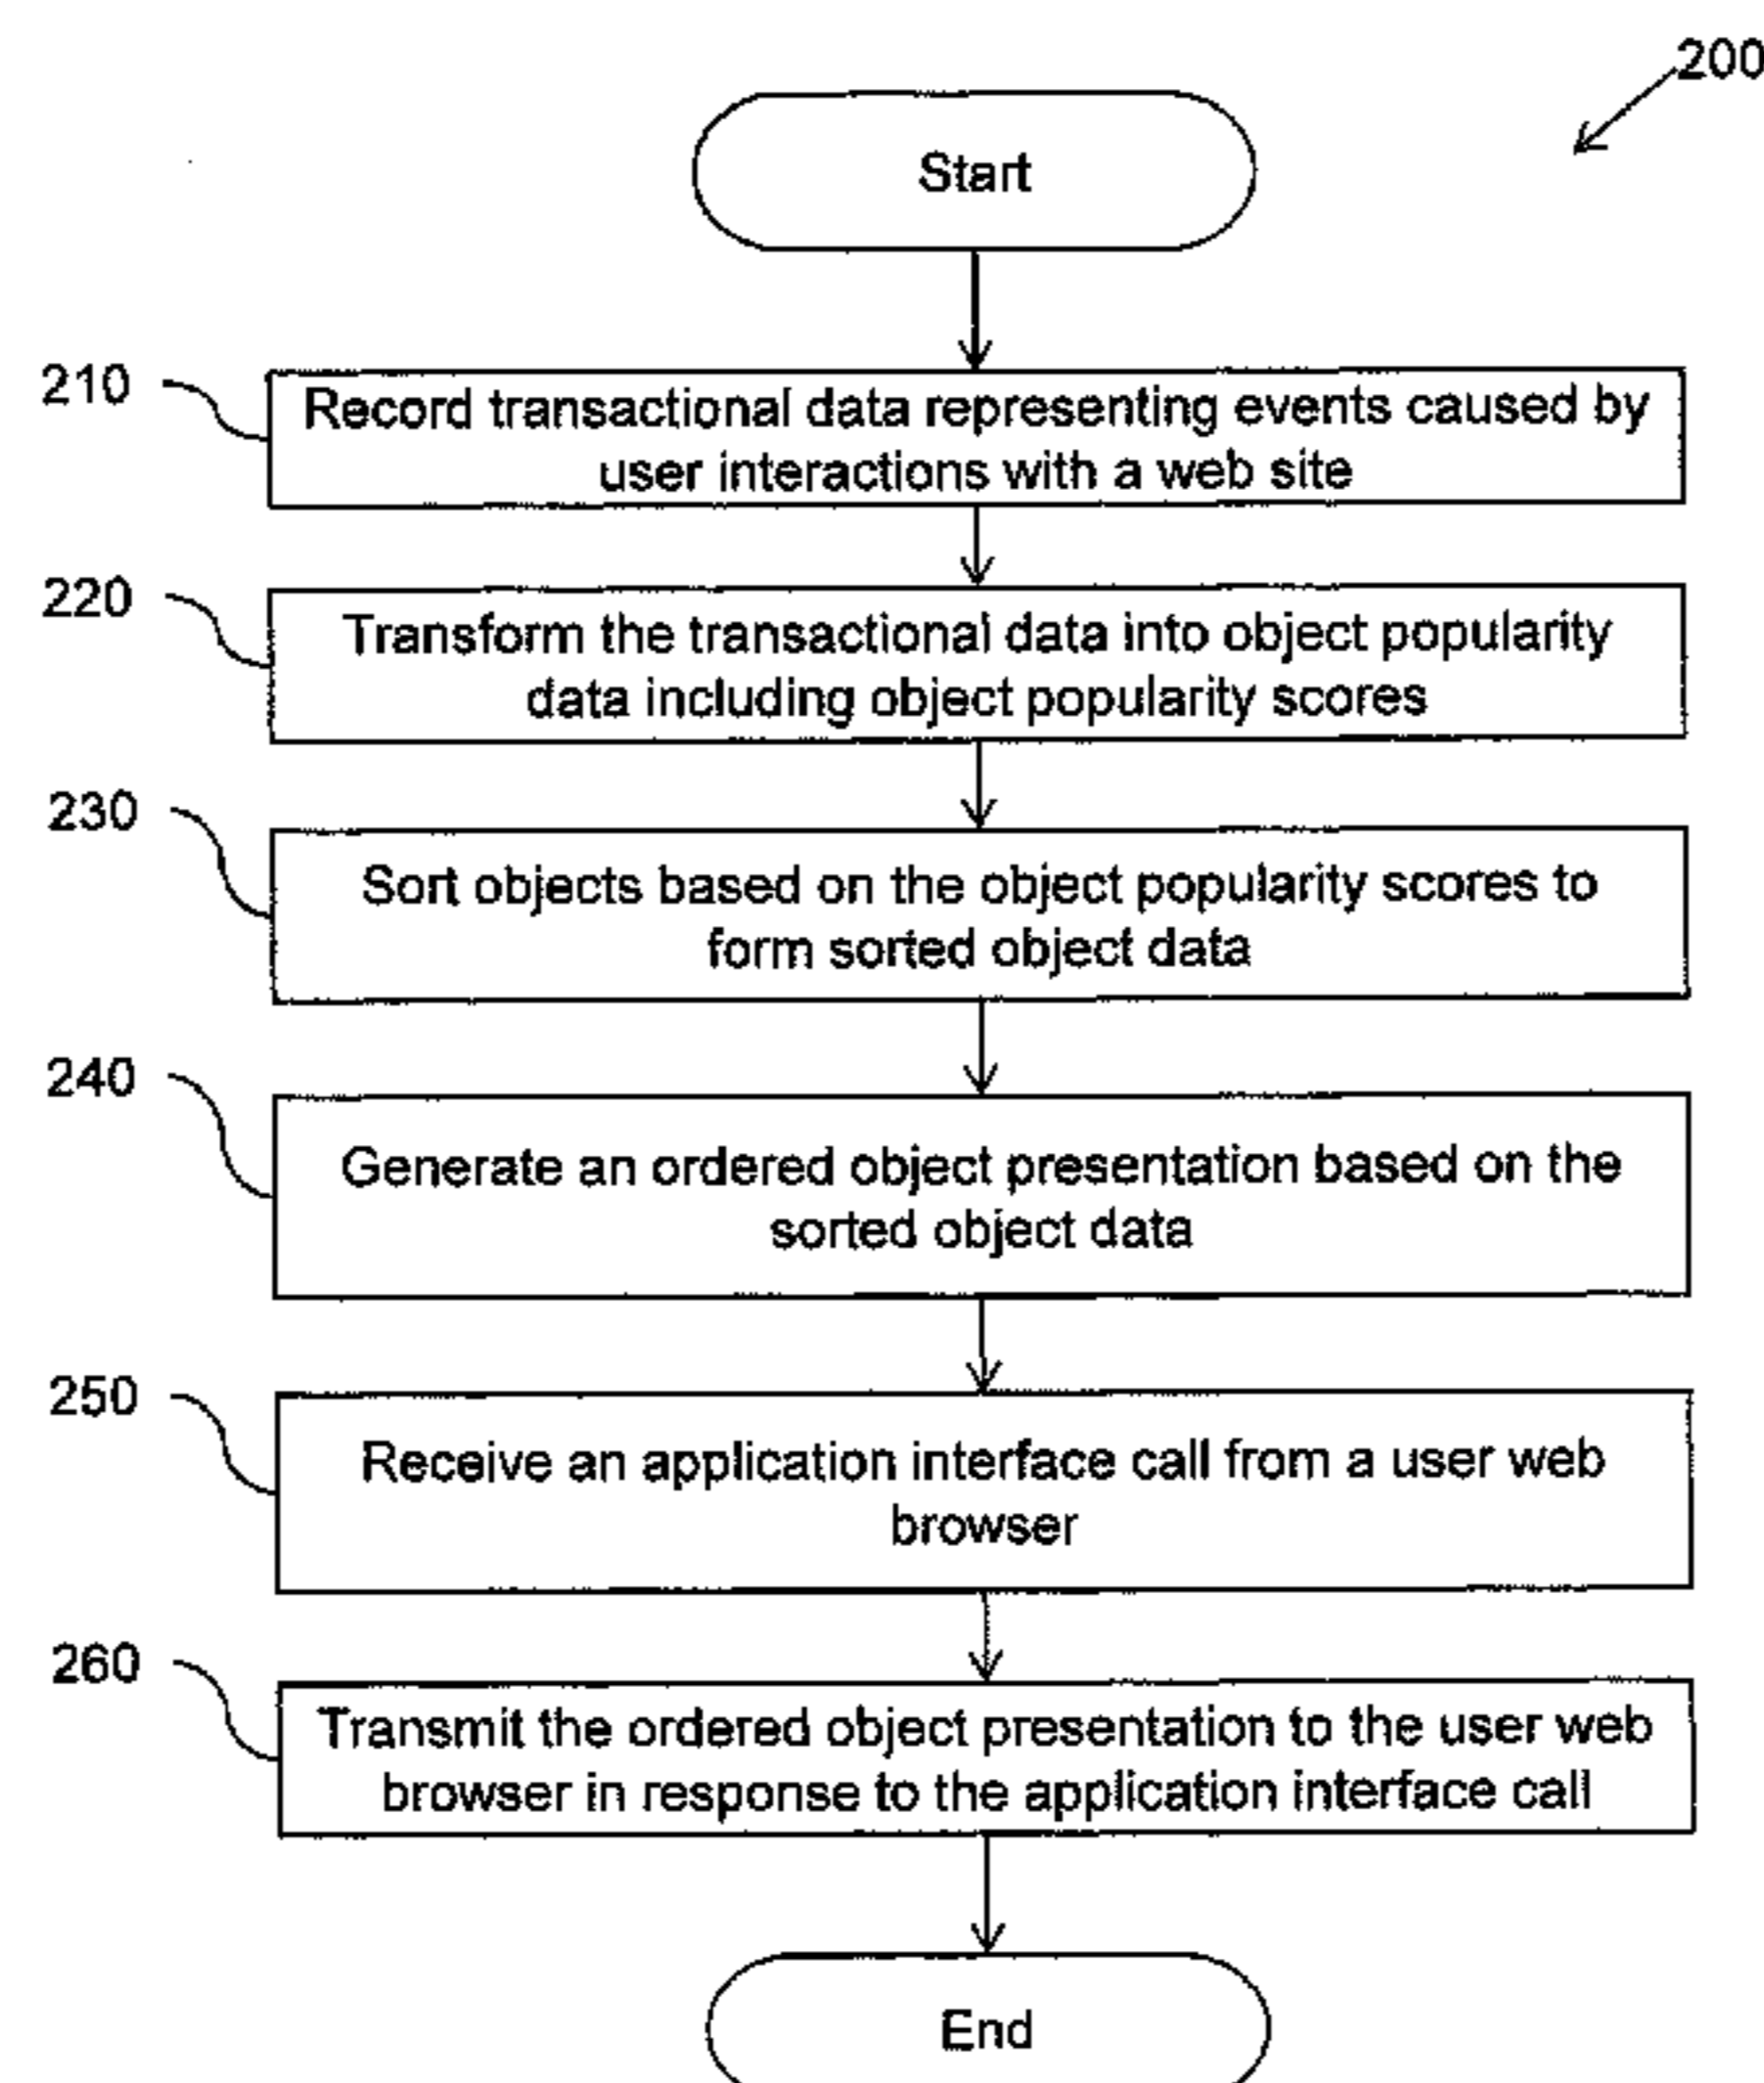 200
Start
210
Record transactional data representing events caused by
user interactions with a web site
220
Transform the transactional data into object popularity
data including object popularity scores
230
Sort objects based on the object popularity scores to
form sorted object data
240
Generate an ordered object presentation based on the
sorted object data
250
Receive an application interface call from a user web
browser
260
Transmit the ordered object presentation to the user web
browser in response to the application interface call
End